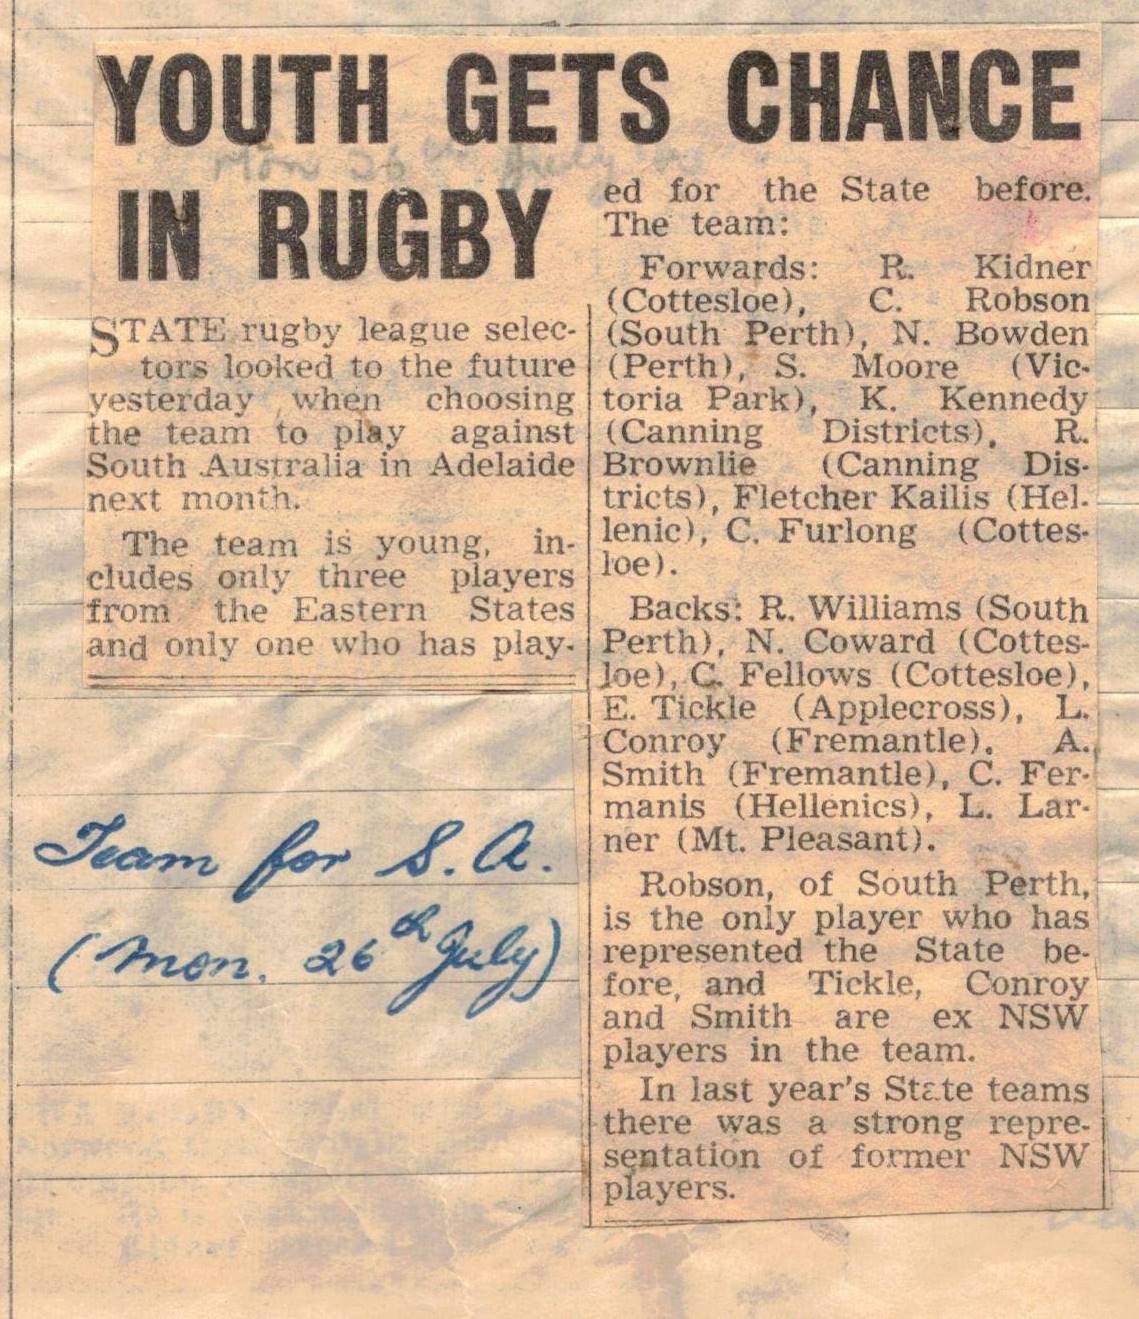 YOUTH GETS CHANCE
IN RUGBY
STATE rugby league selec-
tors looked to the future
yesterday when choosing
the team to play against
South Australia in Adelaide
next month.
The team is young, in-
cludes only three players
from the Eastern States
and only one who has play-
ed for the State before.
The team:
Forwards: R. Kidner
(Cottesloe), C. Robson
(South Perth), N. Bowden
(Perth), S. Moore (Vic-
toria Park), K. Kennedy
(Canning Districts), R.
Brownlie (Canning Dis-
tricts), Fletcher Kailis (Hel-
lenic), C. Furlong (Cottes-
loe).
Backs: R. Williams (South
Perth), N. Coward (Cottes-
loe), C. Fellows (Cottesloe),
E. Tickle (Applecross), L.
Conroy (Fremantle), A.
Smith (Fremantle), C. Fer-
manis (Hellenics), L. Lar-
ner (Mt. Pleasant).
Robson, of South Perth,
is the only player who has
represented the State be-
fore, and Tickle, Conroy
and Smith are ex NSW
players in the team.
In last year's State teams
there was a strong repre-
sentation of former NSW
players.
Team for S. A.
(Mon. 26th July)